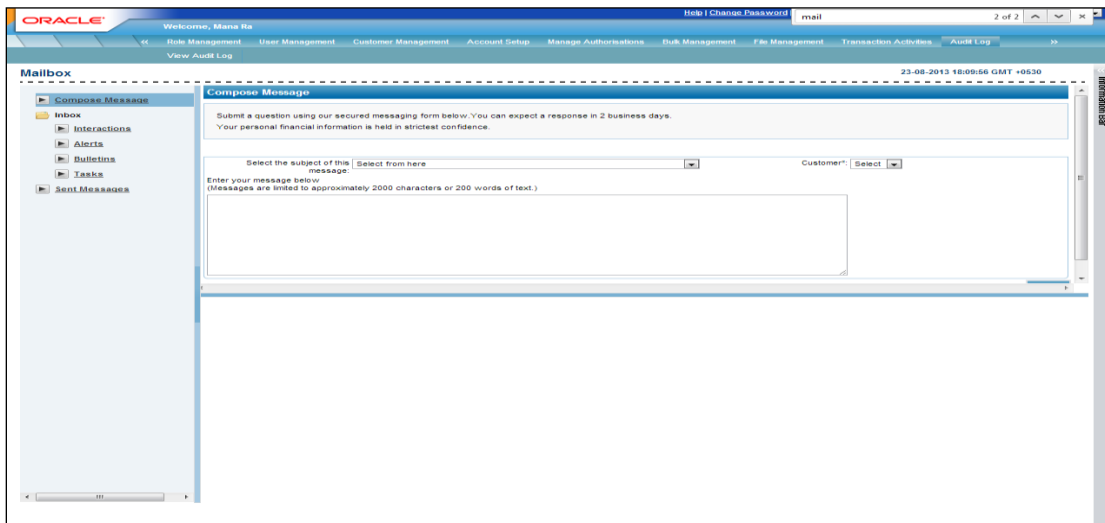 ORACLE
Help | Change Password |
mail
2 of 2
Welcome, Mana Ra
<< Role Management User Management Customer Management Account Setup Manage Authorisations Bulk Management File Management Transaction Activities Audit Log >>
View Audit Log
Mailbox
23-08-2013 18:09:56 GMT +0530
Information Bar
Compose Message
Inbox
Interactions
Alerts
Bulletins
Tasks
Sent Messages
Compose Message
Submit a question using our secured messaging form below.You can expect a response in 2 business days.
Your personal financial information is held in strictest confidence.
Select the subject of this message: Select from here
Customer*: Select
Enter your message below
(Messages are limited to approximately 2000 characters or 200 words of text.)